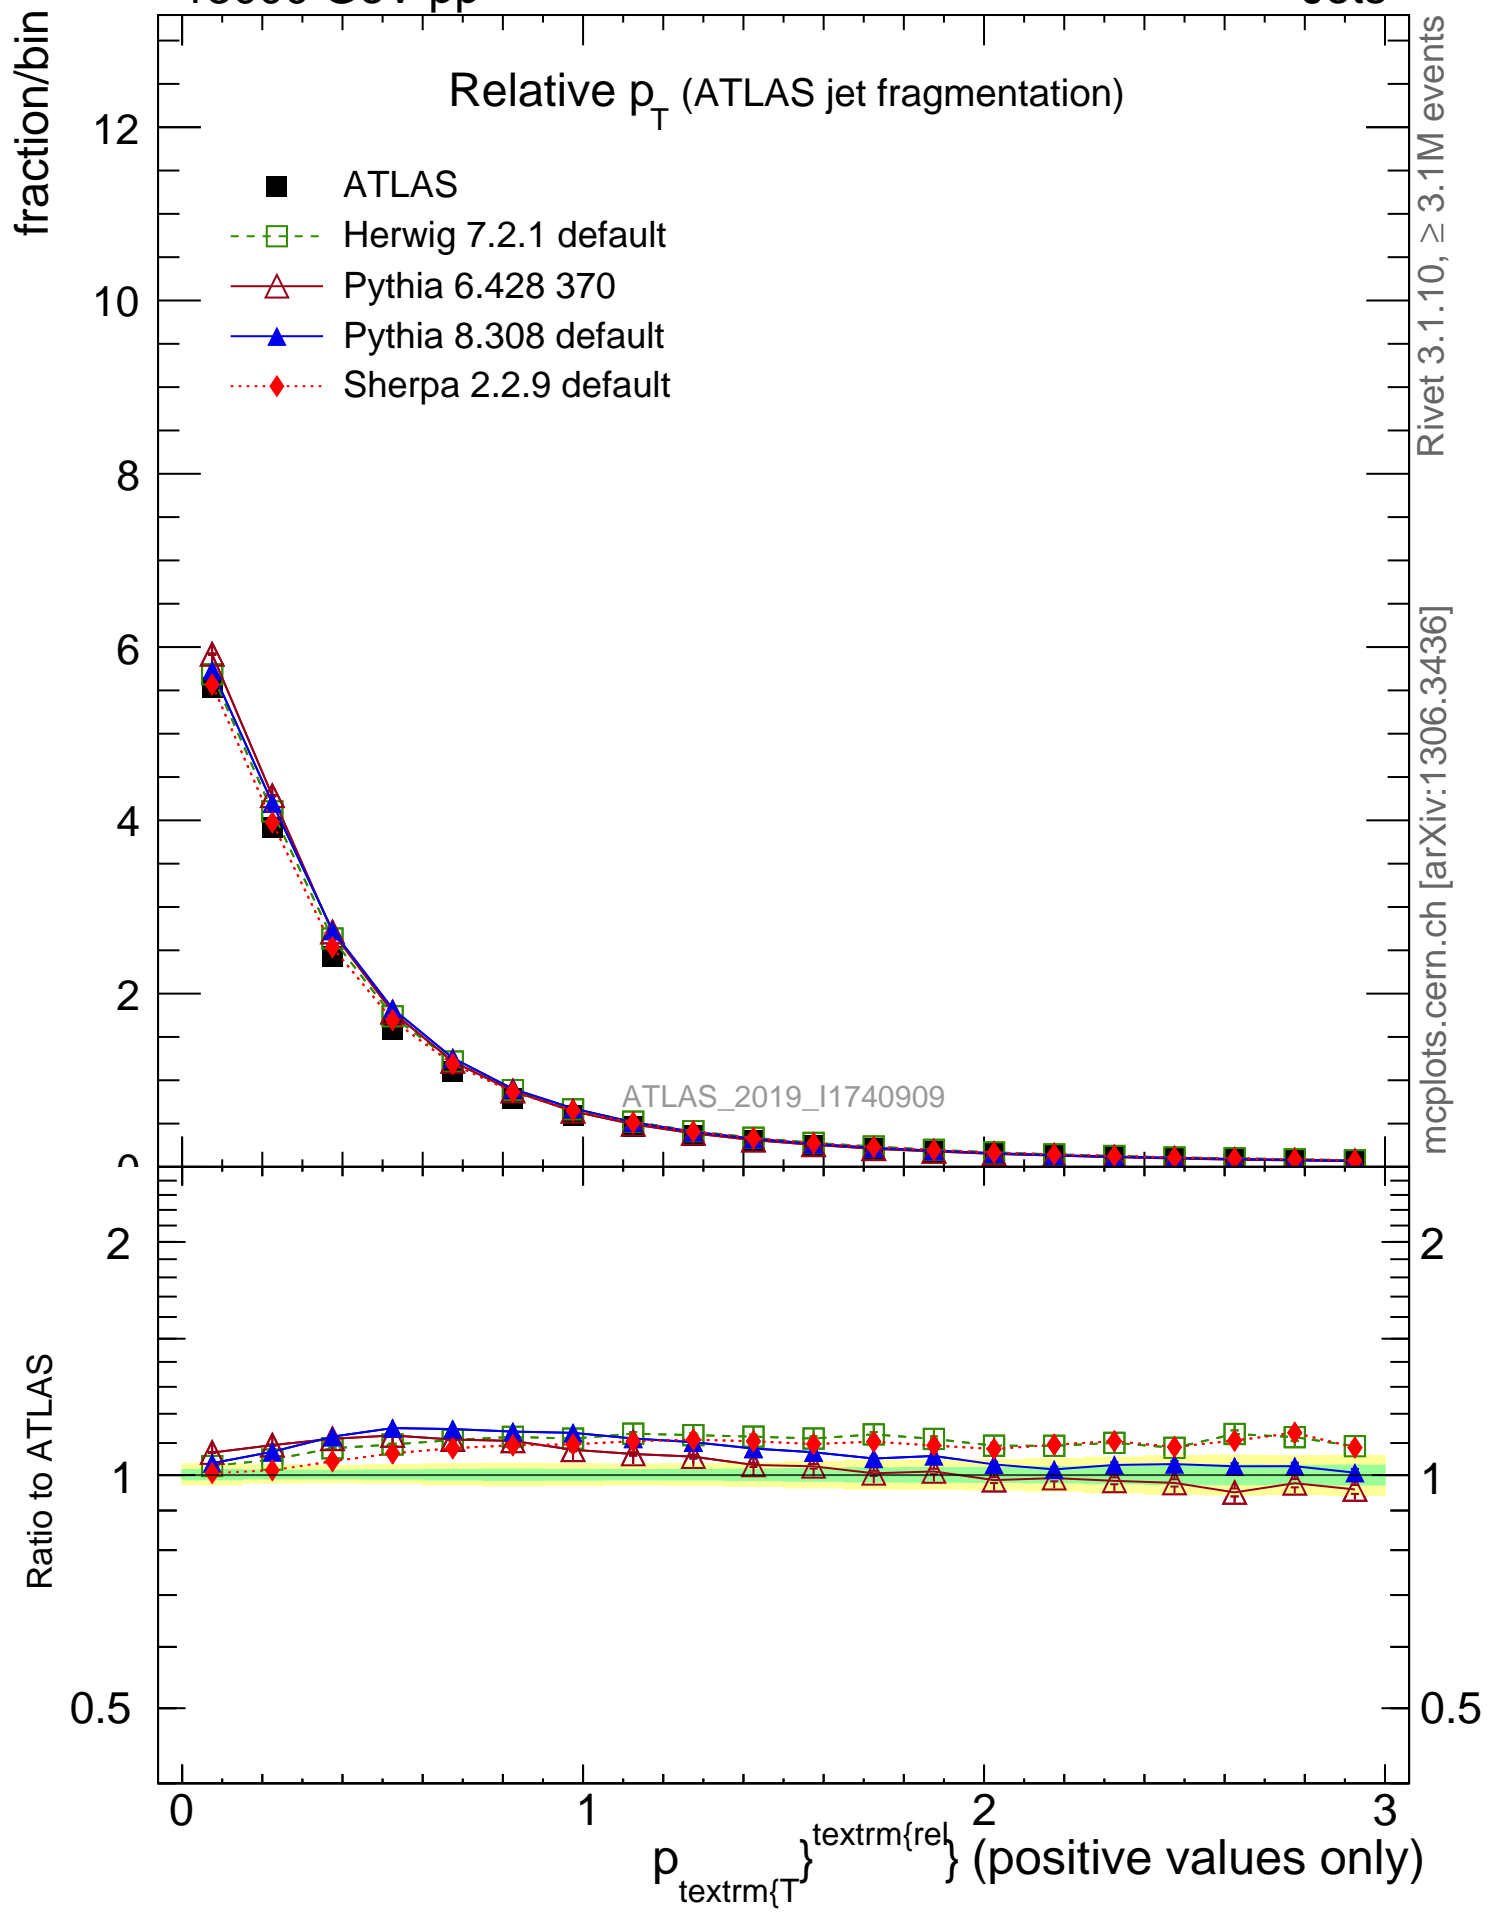 fraction/bin
Relative p_T (ATLAS jet fragmentation)
ATLAS
Herwig 7.2.1 default
Pythia 6.428 370
Pythia 8.308 default
Sherpa 2.2.9 default
12
10
8
6
4
2
0
ATLAS_2019_I1740909
Rivet 3.1.10, ≥ 3.1M events
mcplots.cern.ch [arXiv:1306.3436]
Ratio to ATLAS
2
1
0.5
2
1
0.5
0 1 2 3
p_textrm{T}^textrm{rel} (positive values only)